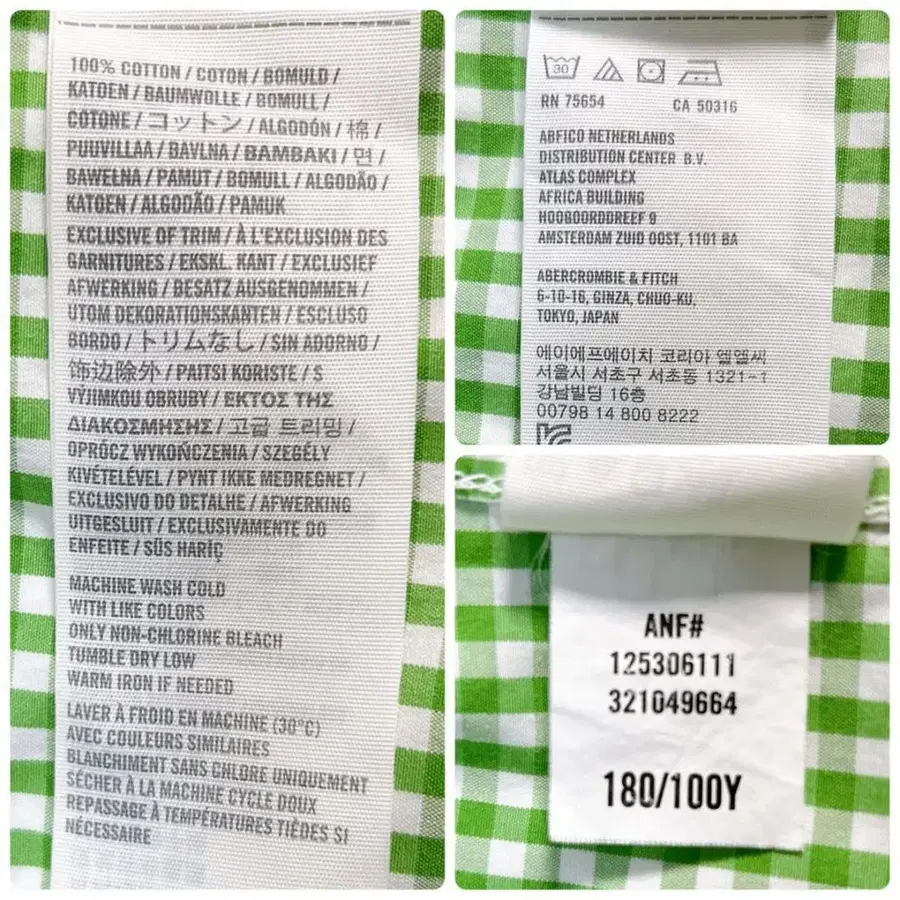 100% COTTON / COTON / BOMULD /
KATOEN / BAUMWOLLE / BOMULL /
COTONE / コットン / ALGODÓN / 棉 /
PUUVILLAA / BAVLNA / BAMBAKI / 면 /
BAWELNA / PAMUT / BOMULL / ALGODÃO /
KATOEN / ALGODÃO / PAMUK
EXCLUSIVE OF TRIM / À L'EXCLUSION DES
GARNITURES / EKSKL. KANT / EXCLUSIEF
AFWERKING / BESATZ AUSGENOMMEN /
UTOM DEKORATIONSKANTEN / ESCLUSO
BORDO / トリムなし / SIN ADORNO /
饰边除外 / PAITSI KORISTE / S
VÝJIMKOU OBRUBY / ΕΚΤΟΣ ΤΗΣ
ΔΙΑΚΟΣΜΗΣΗΣ / 고급 트리밍 /
OPRÓCZ WYKOŃCZENIA / SZEGÉLY
KIVÉTELÉVEL / PYNT IKKE MEDREGNET /
EXCLUSIVO DO DETALHE / AFWERKING
UITGESLUIT / EXCLUSIVAMENTE DO
ENFEITE / SÜS HARİÇ
MACHINE WASH COLD
WITH LIKE COLORS
ONLY NON-CHLORINE BLEACH
TUMBLE DRY LOW
WARM IRON IF NEEDED
LAVER À FROID EN MACHINE (30°C)
AVEC COULEURS SIMILAIRES
BLANCHIMENT SANS CHLORE UNIQUEMENT
SÉCHER À LA MACHINE CYCLE DOUX
REPASSAGE À TEMPÉRATURES TIÈDES SI
NÉCESSAIRE
30
RN 75654 CA 50316
ABFICO NETHERLANDS
DISTRIBUTION CENTER B.V.
ATLAS COMPLEX
AFRICA BUILDING
HOOGOORDDREEF 9
AMSTERDAM ZUID OOST, 1101 BA
ABERCROMBIE & FITCH
6-10-16, GINZA, CHUO-KU,
TOKYO, JAPAN
에이에프에이치 코리아 엘엘씨
서울시 서초구 서초동 1321-1
강남빌딩 16층
00798 14 800 8222
ANF#
125306111
321049664
180/100Y